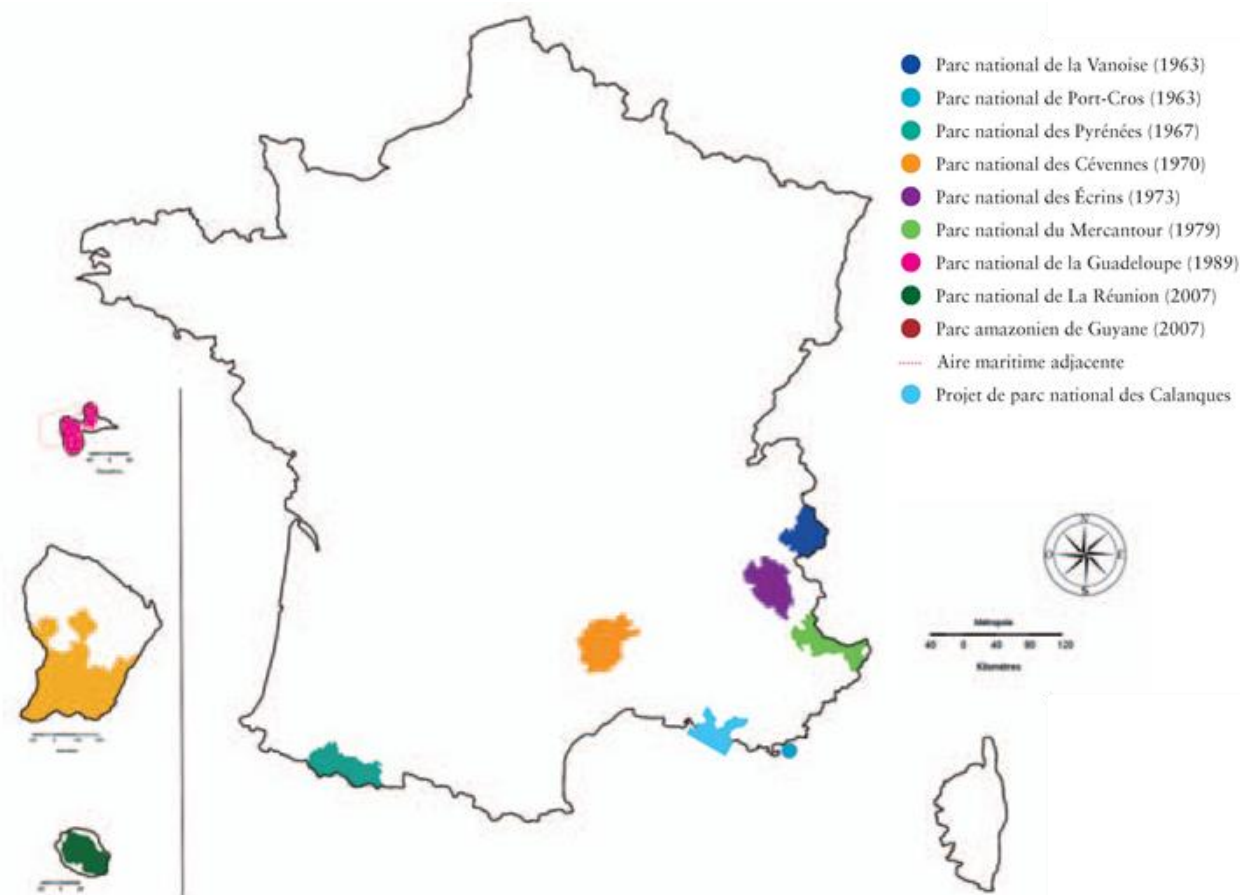 Parc national de la Vanoise (1963)
Parc national de Port-Cros (1963)
Parc national des Pyrénées (1967)
Parc national des Cévennes (1970)
Parc national des Écrins (1973)
Parc national du Mercantour (1979)
Parc national de la Guadeloupe (1989)
Parc national de La Réunion (2007)
Parc amazonien de Guyane (2007)
Aire maritime adjacente
Projet de parc national des Calanques
N
O E
S
Métropole
40 0 40 80 120
Kilomètres